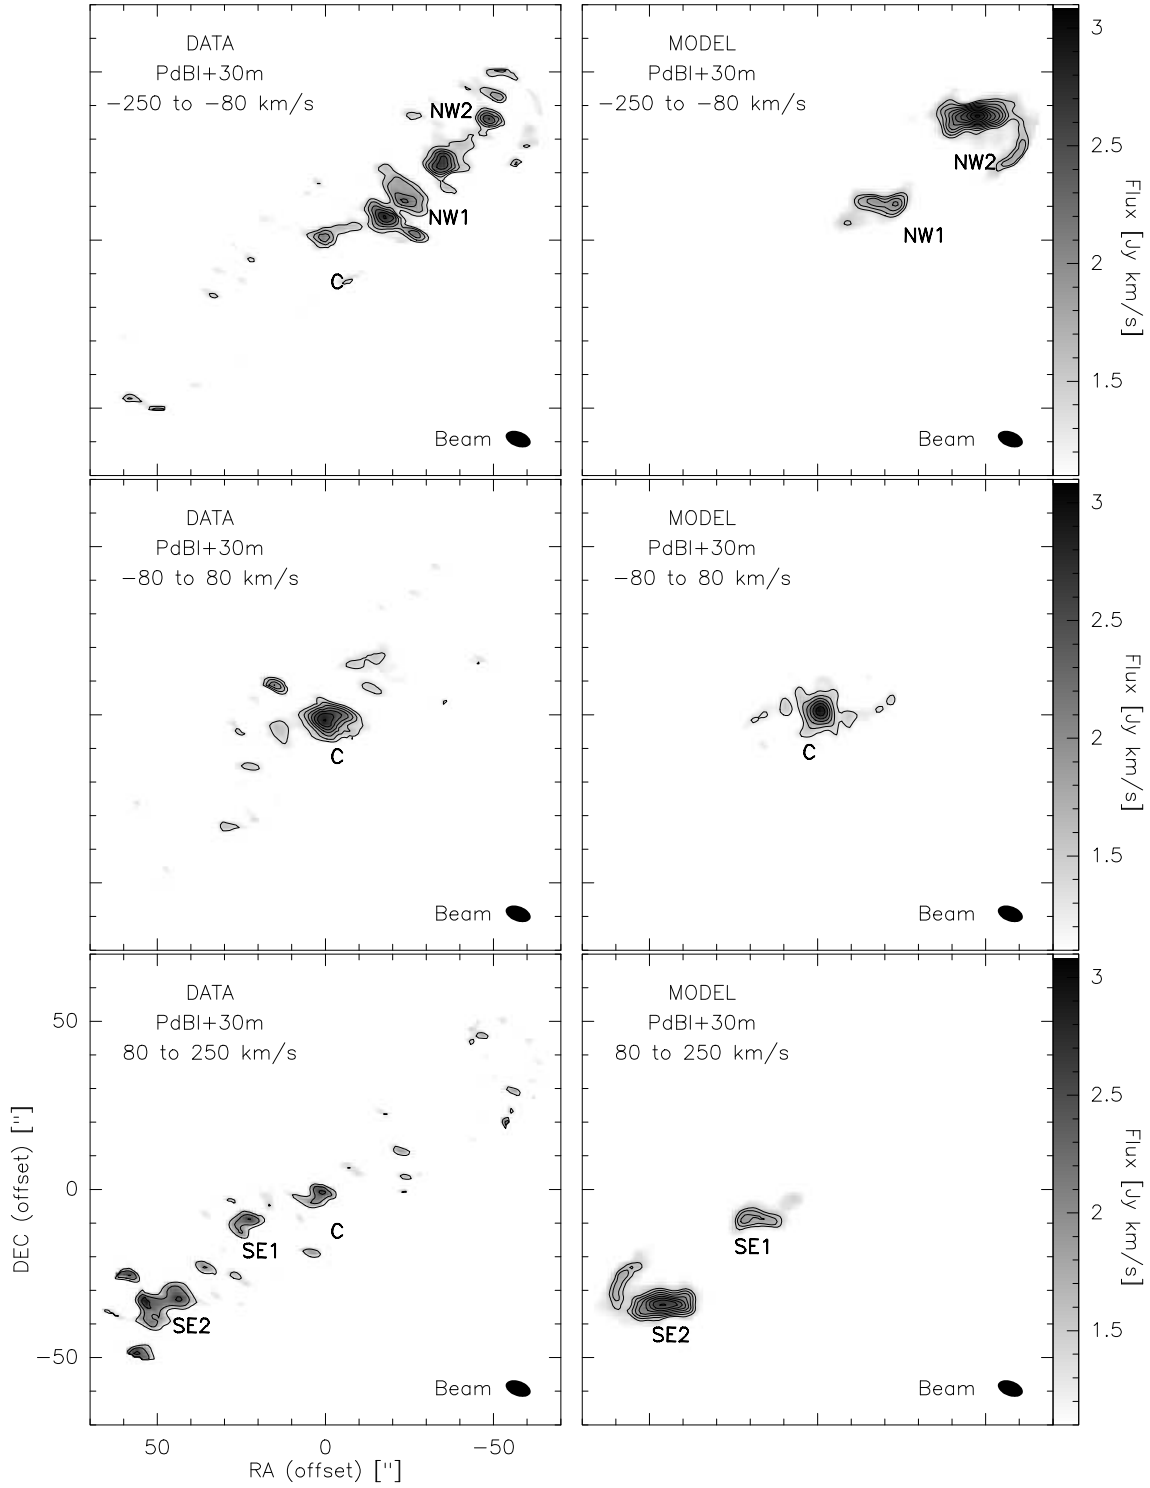 DATA
PdBI+30m
−250 to −80 km/s
NW2
NW1
C
Beam
MODEL
PdBI+30m
−250 to −80 km/s
NW2
NW1
Beam
3
2.5
2
1.5
Flux [Jy km/s]
DATA
PdBI+30m
−80 to 80 km/s
C
Beam
MODEL
PdBI+30m
−80 to 80 km/s
C
Beam
3
2.5
2
1.5
Flux [Jy km/s]
DATA
PdBI+30m
80 to 250 km/s
C
SE1
SE2
Beam
50
0
−50
DEC (offset) ["]
50
0
−50
RA (offset) ["]
MODEL
PdBI+30m
80 to 250 km/s
SE1
SE2
Beam
3
2.5
2
1.5
Flux [Jy km/s]